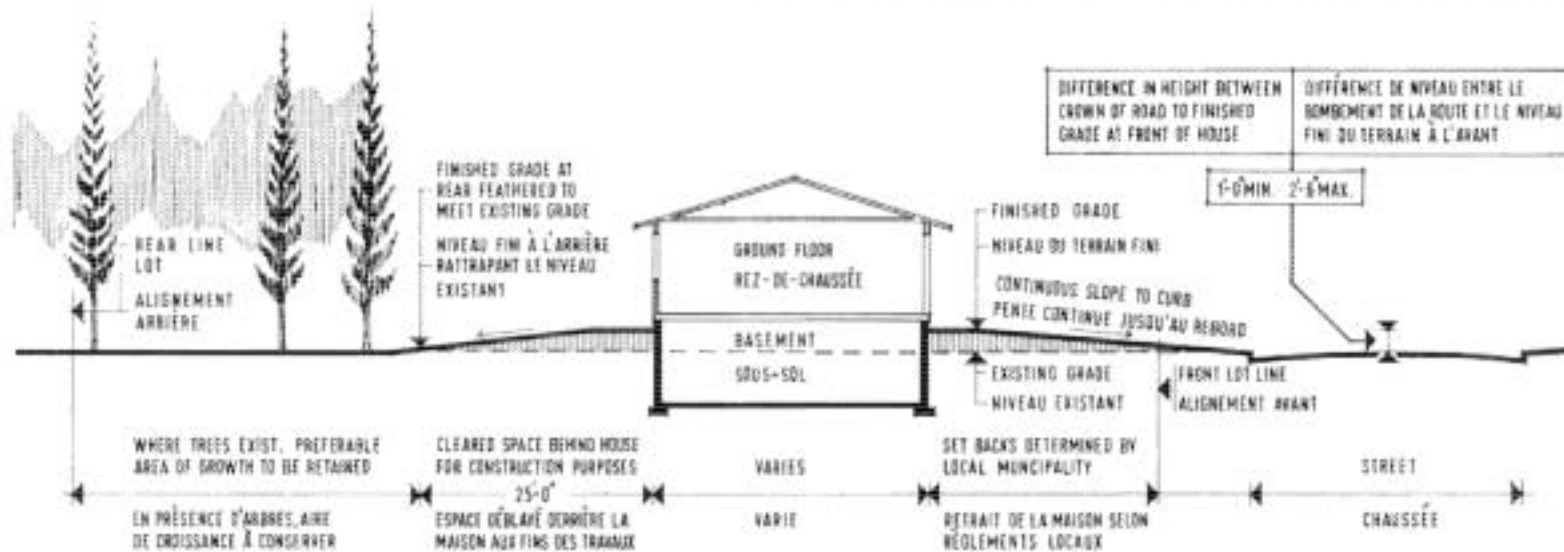 DIFFERENCE IN HEIGHT BETWEEN
CROWN OF ROAD TO FINISHED
GRADE AT FRONT OF HOUSE
DIFFÉRENCE DE NIVEAU ENTRE LE
BOMBEMENT DE LA ROUTE ET LE NIVEAU
FINI DU TERRAIN À L'AVANT
1'-0" MIN. 2'-6" MAX.
FINISHED GRADE AT
REAR FEATHERED TO
MEET EXISTING GRADE
NIVEAU FINI À L'ARRIÈRE
RATTRAPANT LE NIVEAU
EXISTANT
REAR LINE
LOT
ALIGNEMENT
ARRIÈRE
GROUND FLOOR
REZ-DE-CHAUSSÉE
BASEMENT
SOUS-SOL
FINISHED GRADE
NIVEAU DU TERRAIN FINI
CONTINUOUS SLOPE TO CURB
PENTE CONTINUE JUSQU'AU REBORD
EXISTING GRADE
NIVEAU EXISTANT
FRONT LOT LINE
ALIGNEMENT AVANT
WHERE TREES EXIST, PREFERABLE
AREA OF GROWTH TO BE RETAINED
EN PRÉSENCE D'ARBRES, AIRE
DE CROISSANCE À CONSERVER
CLEARED SPACE BEHIND HOUSE
FOR CONSTRUCTION PURPOSES
25'-0"
ESPACE DÉBLAYÉ DERRIÈRE LA
MAISON AUX FINS DES TRAVAUX
VARIES
VARIE
SET BACKS DETERMINED BY
LOCAL MUNCIPALITY
RETRAIT DE LA MAISON SELON
RÈGLEMENTS LOCAUX
STREET
CHAUSSÉE